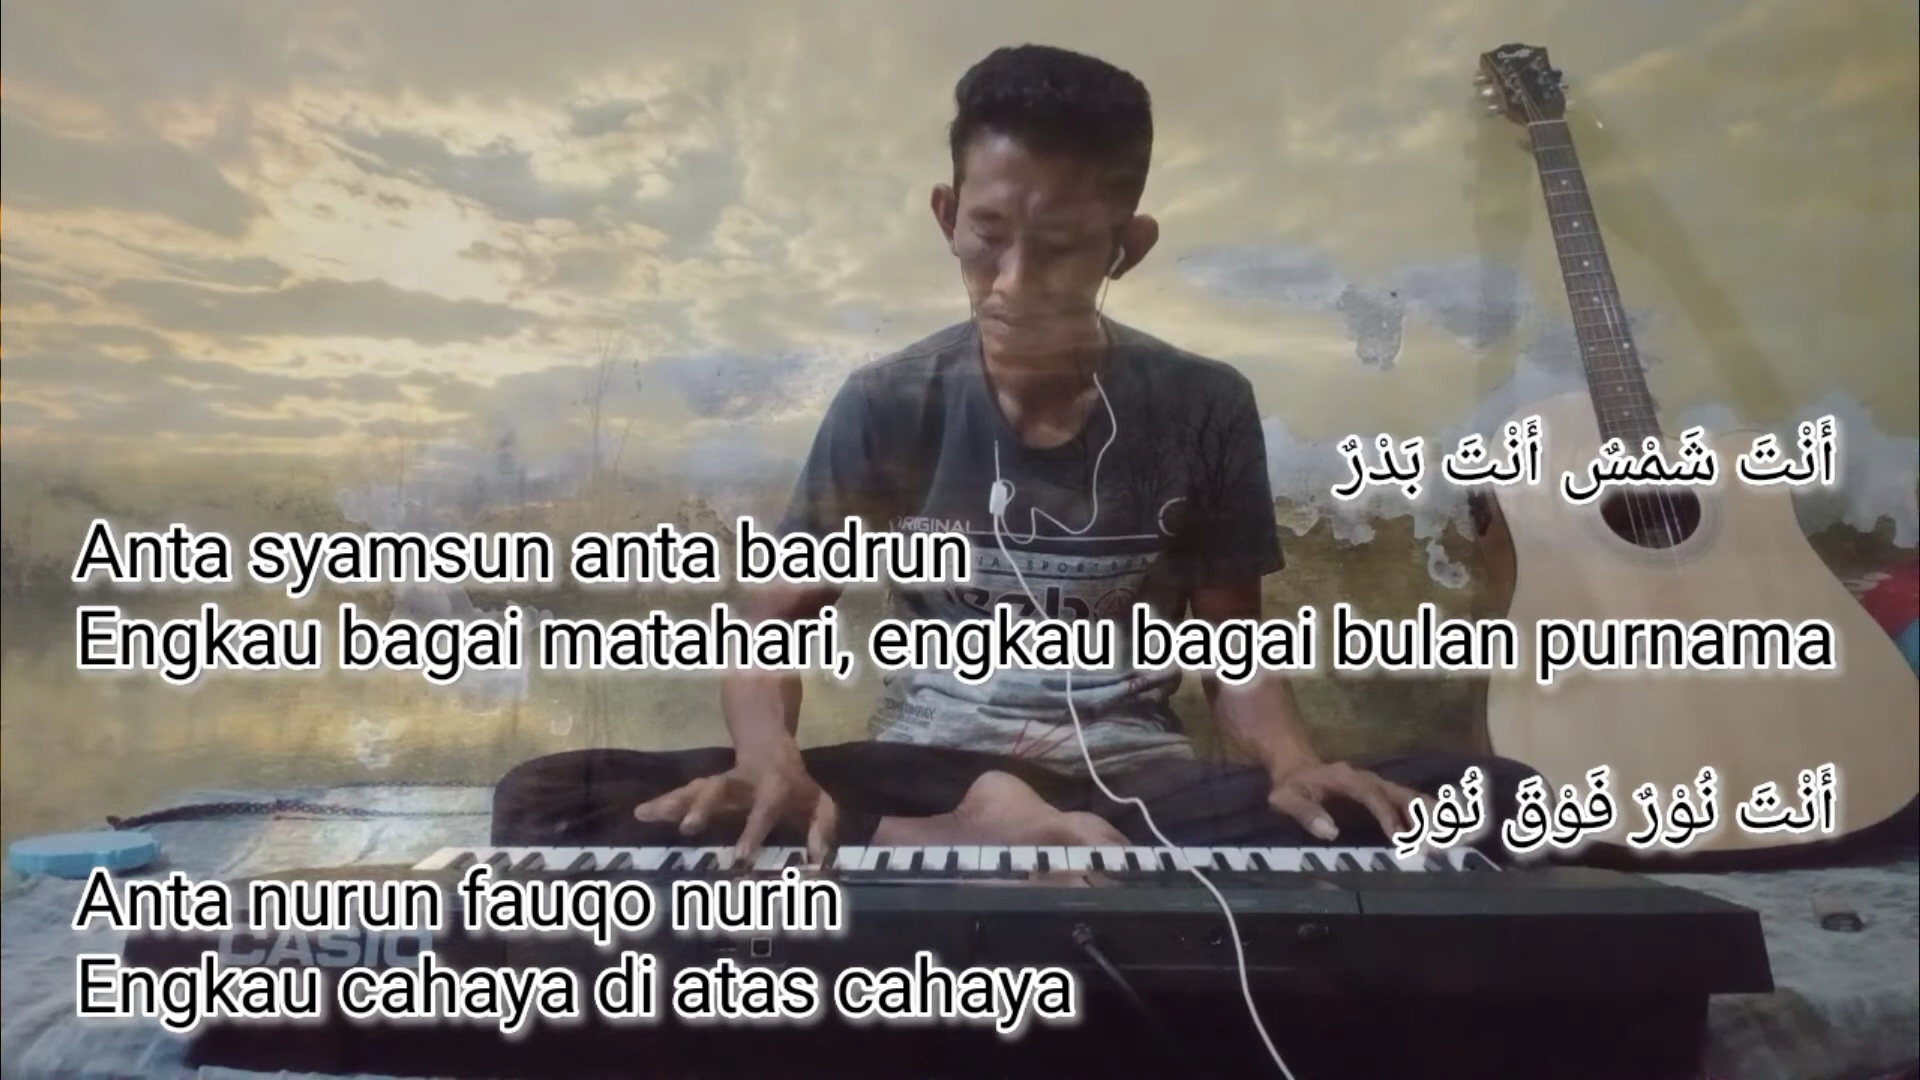 أَنْتَ شَمْسٌ أَنْتَ بَدْرٌ
Anta syamsun anta badrun
Engkau bagai matahari, engkau bagai bulan purnama
أَنْتَ نُوْرٌ فَوْقَ نُوْرٍ
Anta nurun fauqo nurin
Engkau cahaya di atas cahaya
CASIO
ORIGINAL